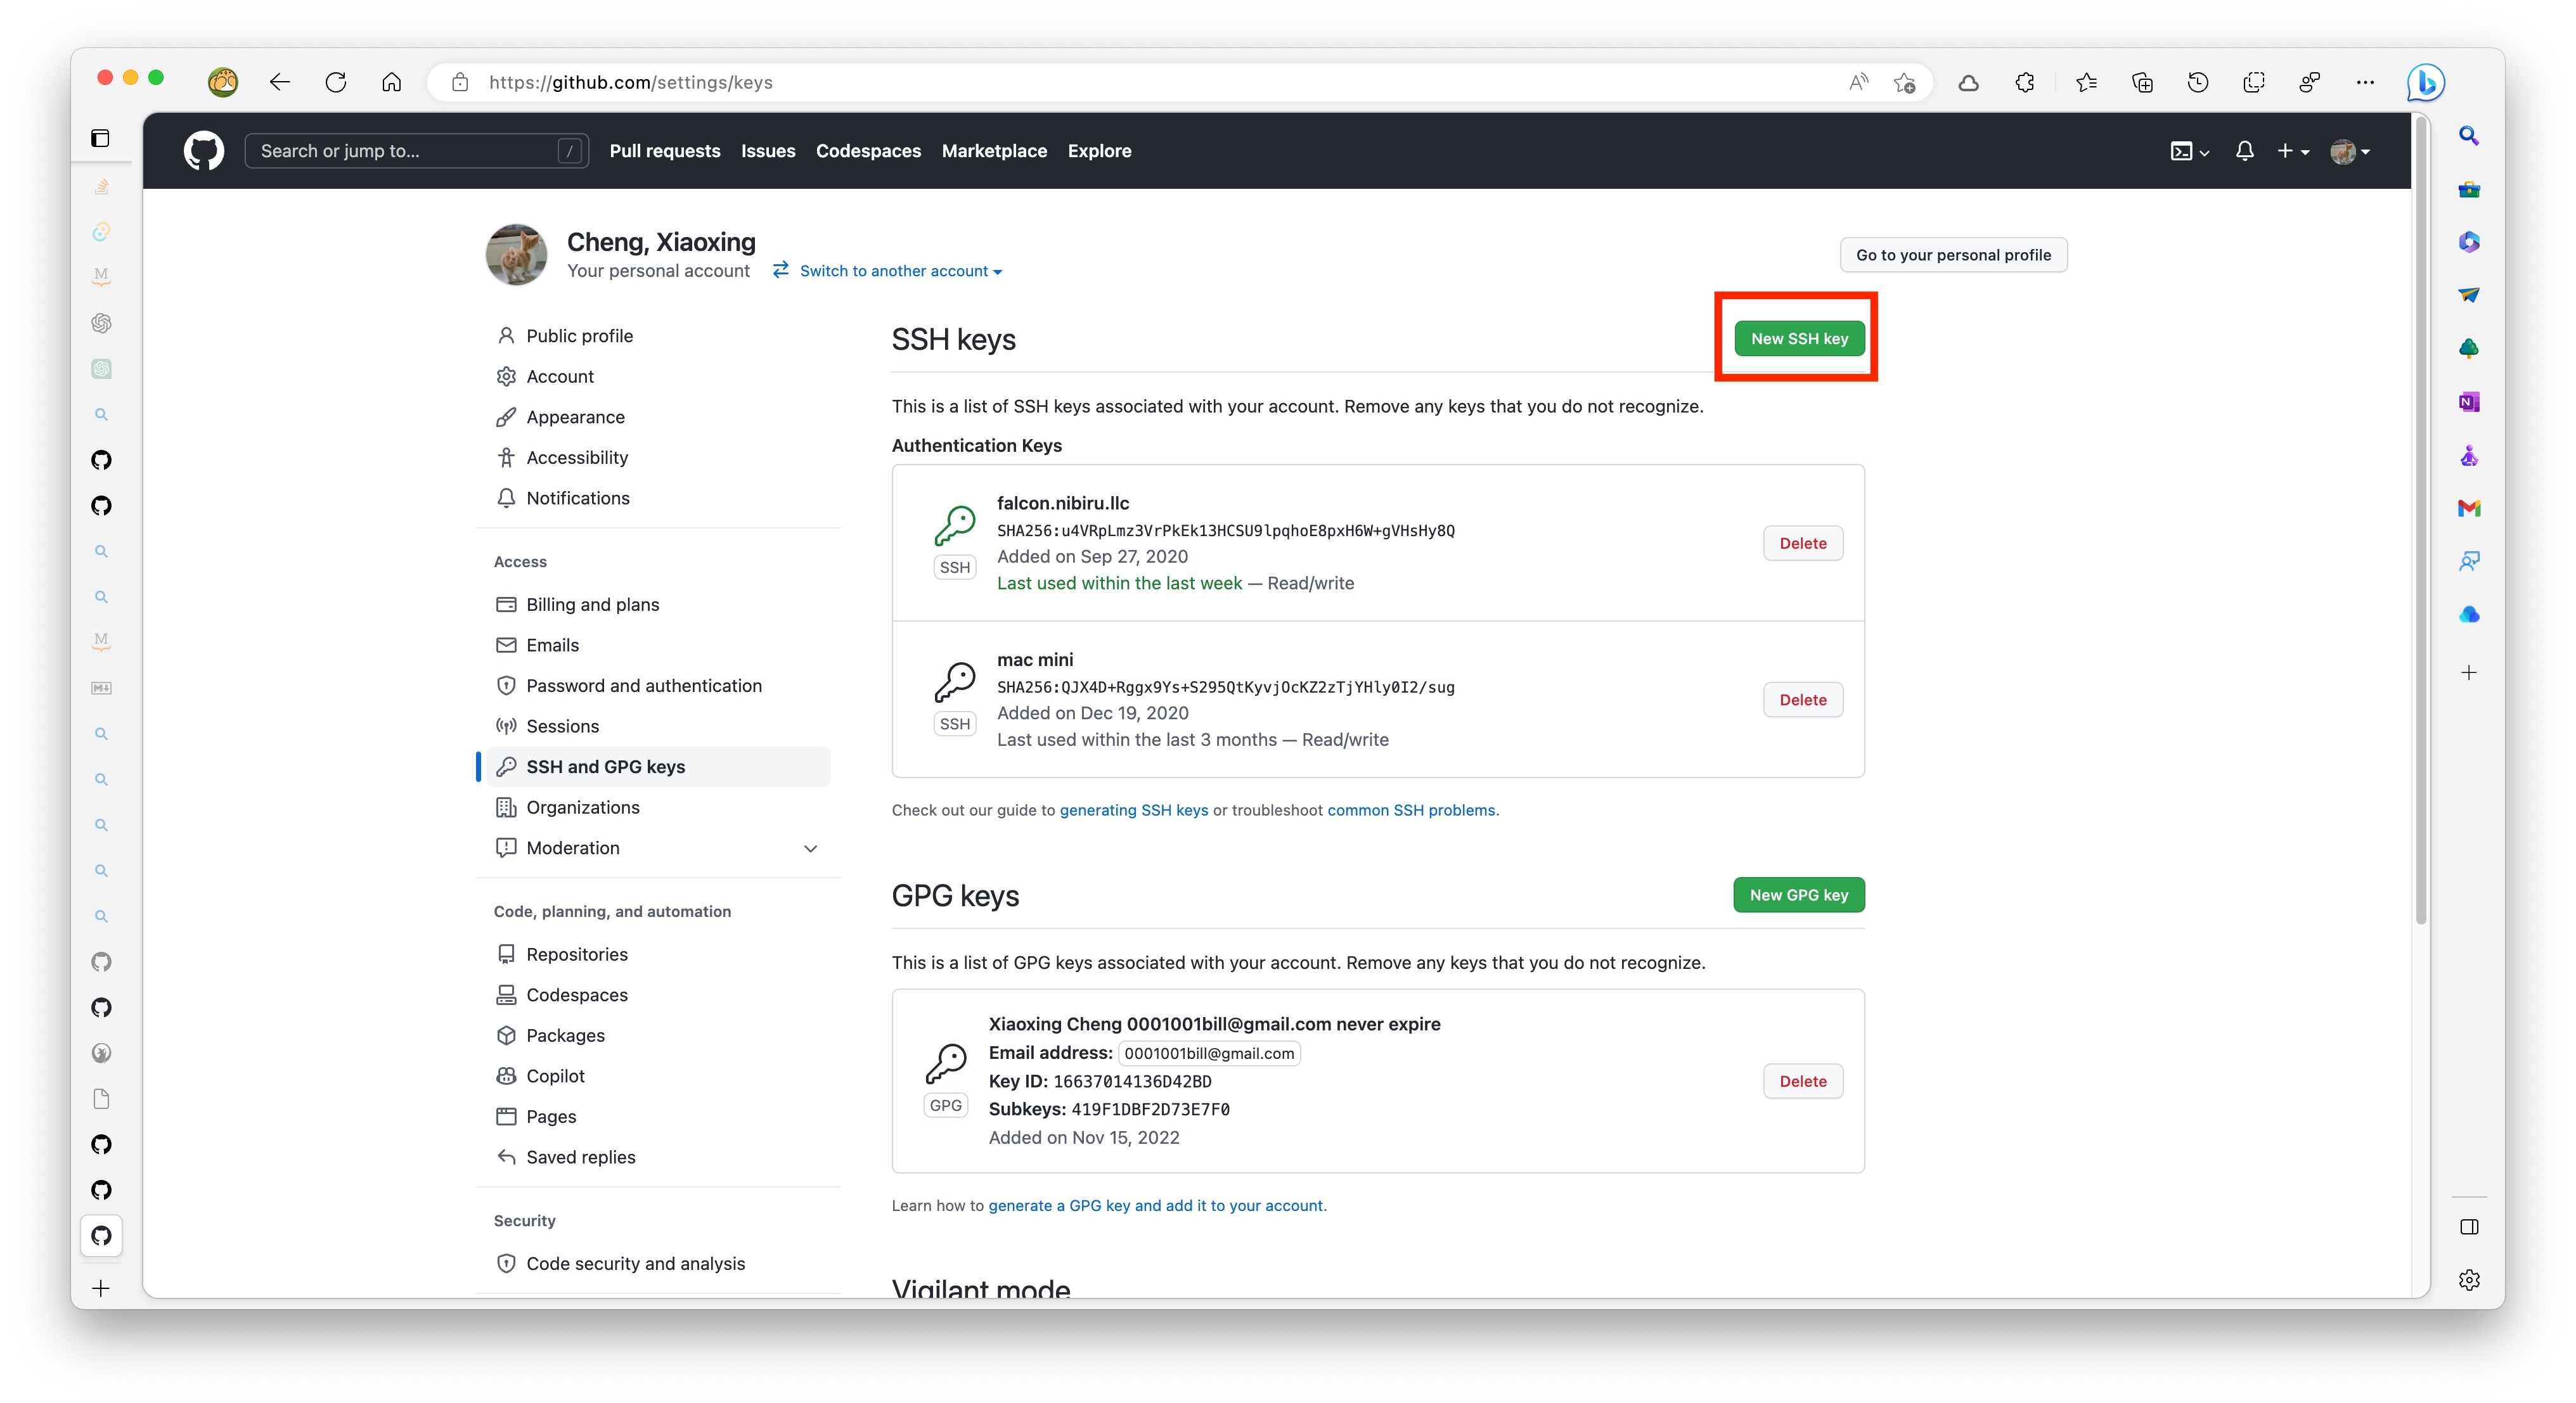 https://github.com/settings/keys
Search or jump to... /
Pull requests
Issues
Codespaces
Marketplace
Explore
Cheng, Xiaoxing
Your personal account
Switch to another account
Go to your personal profile
Public profile
Account
Appearance
Accessibility
Notifications
Access
Billing and plans
Emails
Password and authentication
Sessions
SSH and GPG keys
Organizations
Moderation
Code, planning, and automation
Repositories
Codespaces
Packages
Copilot
Pages
Saved replies
Security
Code security and analysis
SSH keys
New SSH key
This is a list of SSH keys associated with your account. Remove any keys that you do not recognize.
Authentication Keys
falcon.nibiru.llc
SHA256:u4VRpLmz3VrPkEk13HCSU9lpqhoE8pxH6W+gVHsHy8Q
Added on Sep 27, 2020
Last used within the last week — Read/write
SSH
Delete
mac mini
SHA256:QJX4D+Rggx9Ys+S295QtKyvjOcKZ2zTjYHly0I2/sug
Added on Dec 19, 2020
Last used within the last 3 months — Read/write
SSH
Delete
Check out our guide to generating SSH keys or troubleshoot common SSH problems.
GPG keys
New GPG key
This is a list of GPG keys associated with your account. Remove any keys that you do not recognize.
Xiaoxing Cheng 0001001bill@gmail.com never expire
Email address: 0001001bill@gmail.com
Key ID: 16637014136D42BD
Subkeys: 419F1DBF2D73E7F0
Added on Nov 15, 2022
GPG
Delete
Learn how to generate a GPG key and add it to your account.
Vigilant mode